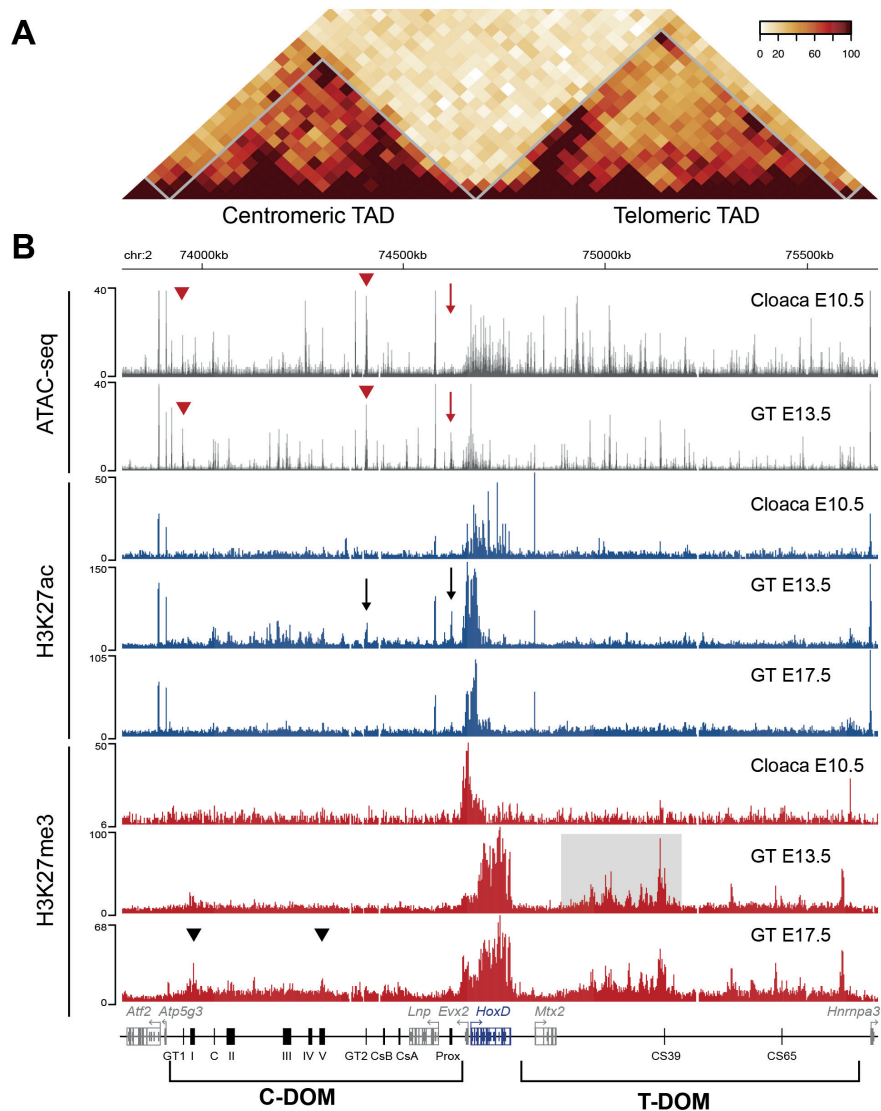 A
0 20 60 100
Centromeric TAD Telomeric TAD
B
chr:2 74000kb 74500kb 75000kb 75500kb
ATAC-seq
40
0
Cloaca E10.5
40
0
GT E13.5
H3K27ac
50
0
Cloaca E10.5
150
0
GT E13.5
105
0
GT E17.5
H3K27me3
50
6
Cloaca E10.5
100
0
GT E13.5
68
0
GT E17.5
Atf2 Atp5g3 Lnp Evx2 HoxD Mtx2 Hnrnpa3
GT1 I C II III IV V GT2 CsB CsA Prox CS39 CS65
C-DOM T-DOM